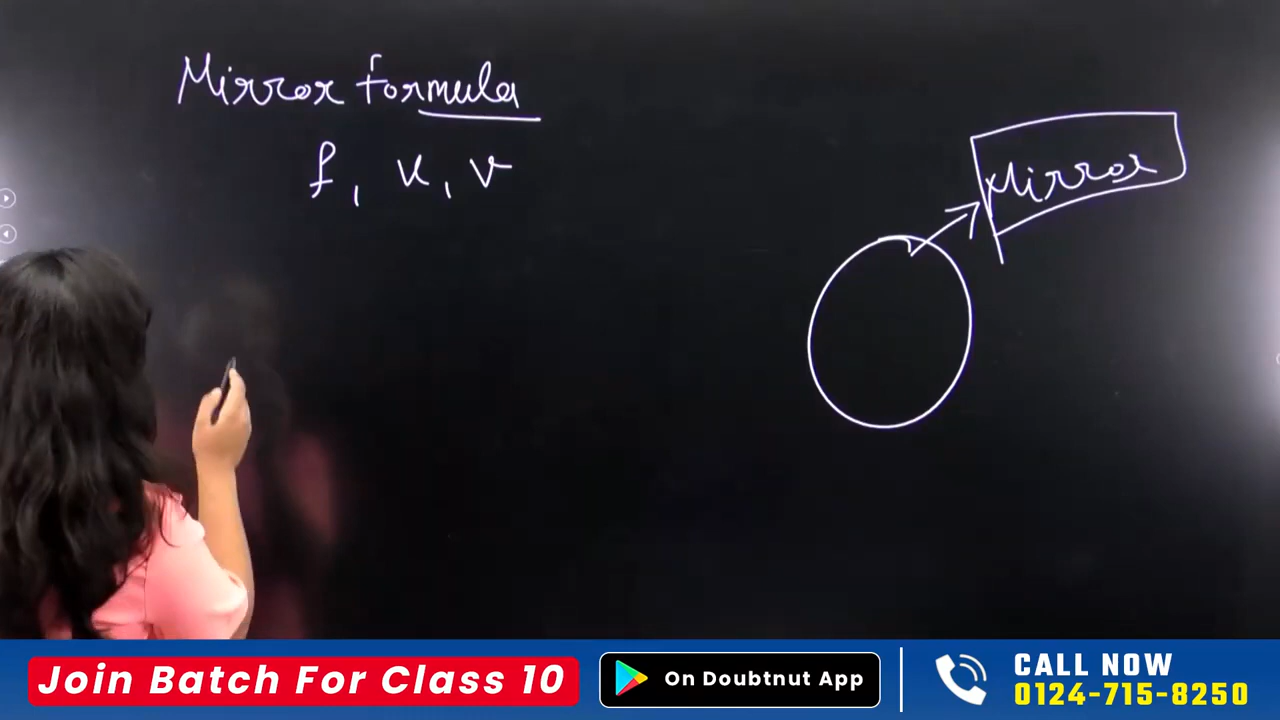 Mirror formula
f, u, v
Mirror
Join Batch For Class 10
On Doubtnut App
CALL NOW
0124-715-8250